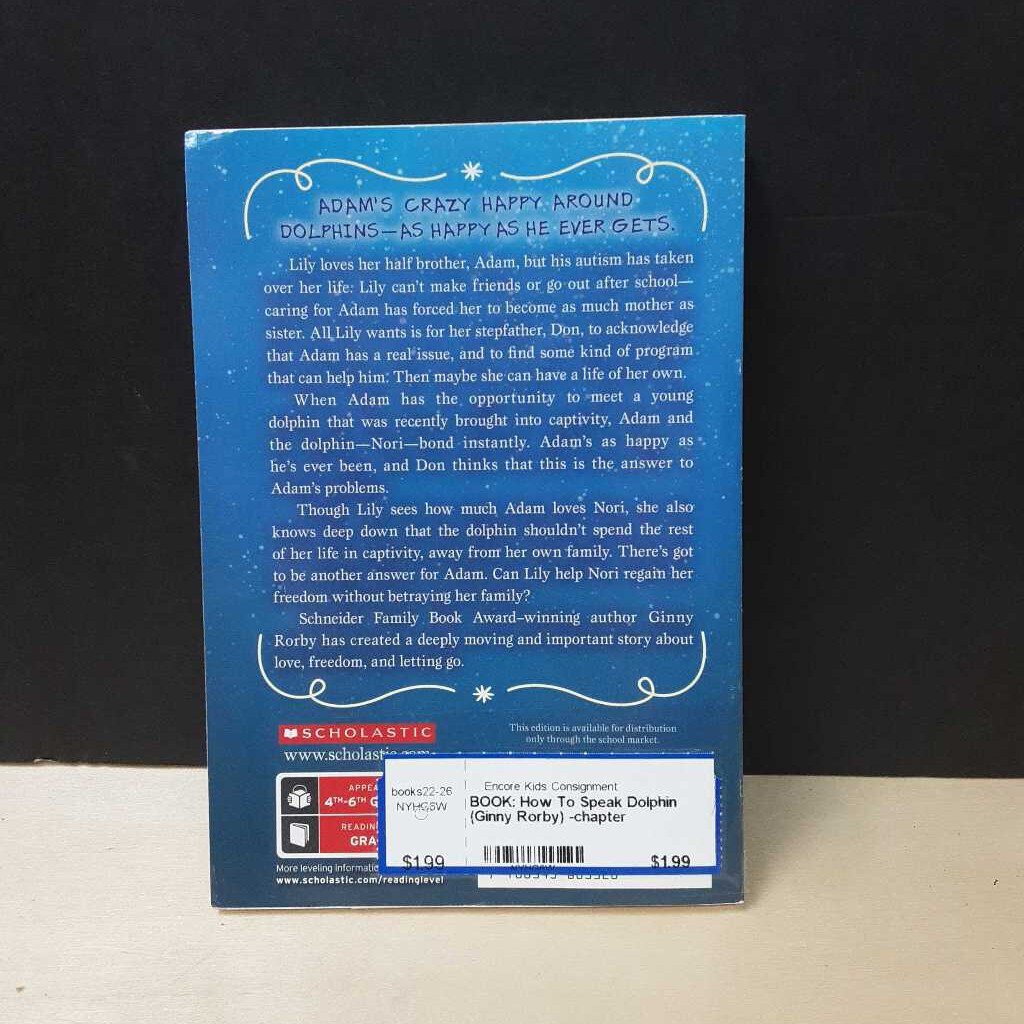 ADAM'S CRAZY HAPPY AROUND
DOLPHINS—AS HAPPY AS HE EVER GETS.
Lily loves her half brother, Adam, but his autism has taken
over her life. Lily can't make friends or go out after school—
caring for Adam has forced her to become as much mother as
sister. All Lily wants is for her stepfather, Don, to acknowledge
that Adam has a real issue, and to find some kind of program
that can help him. Then maybe she can have a life of her own.
When Adam has the opportunity to meet a young
dolphin that was recently brought into captivity, Adam and
the dolphin—Nori—bond instantly. Adam's as happy as
he's ever been, and Don thinks that this is the answer to
Adam's problems.
Though Lily sees how much Adam loves Nori, she also
knows deep down that the dolphin shouldn't spend the rest
of her life in captivity, away from her own family. There's got
to be another answer for Adam. Can Lily help Nori regain her
freedom without betraying her family?
Schneider Family Book Award–winning author Ginny
Rorby has created a deeply moving and important story about
love, freedom, and letting go.
SCHOLASTIC
www.scholastic.com
This edition is available for distribution
only through the school market.
4TH–6TH
READIN
GRA
More leveling
www.scholastic.com/readinglevel
books22-26
$1.99
Encore Kids Consignment
BOOK: How To Speak Dolphin
(Ginny Rorby) -chapter
$1.99